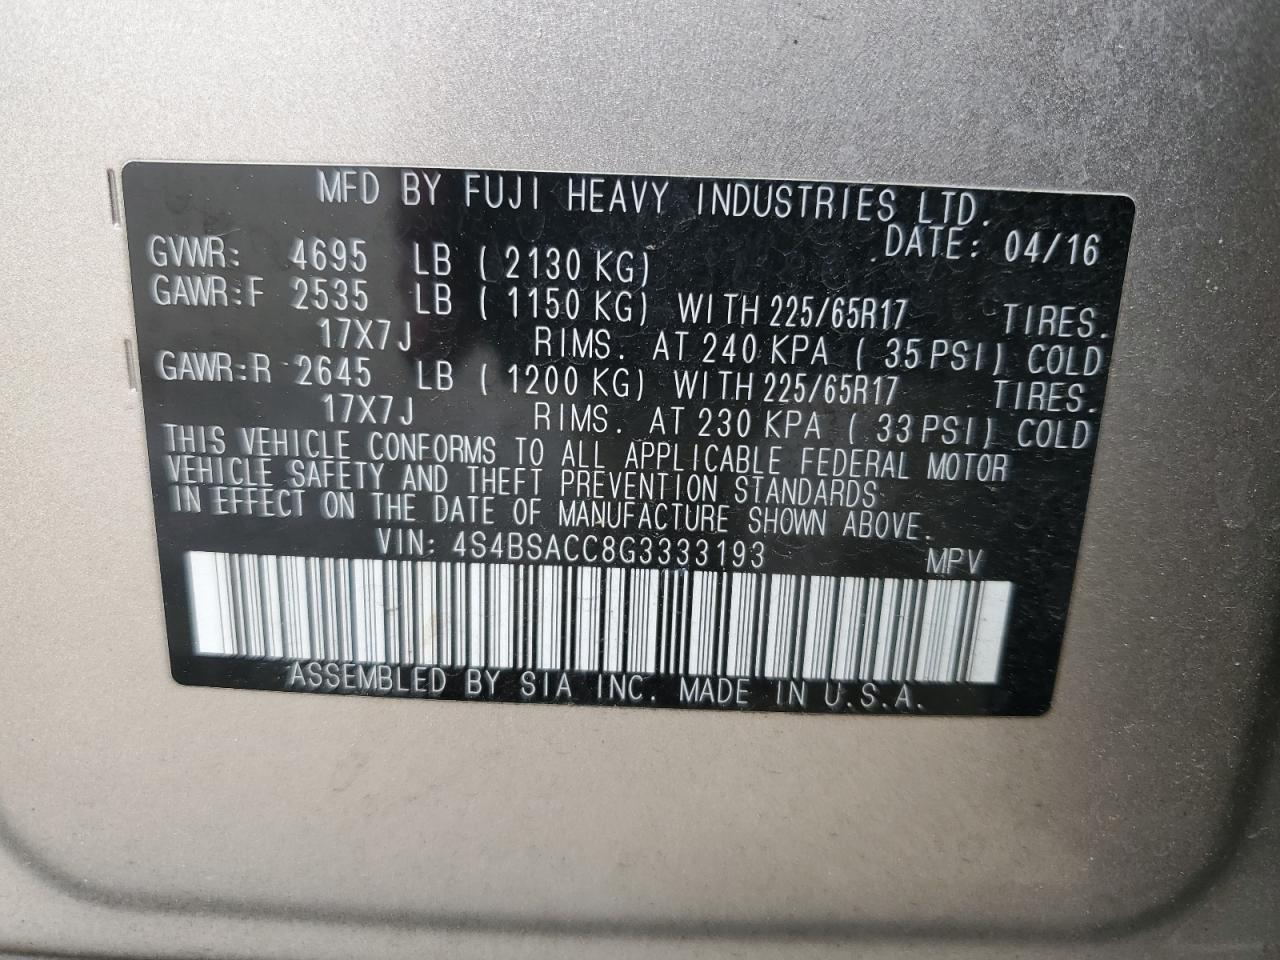 MFD BY FUJI HEAVY INDUSTRIES LTD.
DATE: 04/16
GVWR: 4695 LB ( 2130 KG)
GAWR:F 2535 LB ( 1150 KG) WITH 225/65R17 TIRES.
17X7J RIMS. AT 240 KPA ( 35 PSI) COLD
GAWR:R 2645 LB ( 1200 KG) WITH 225/65R17 TIRES.
17X7J RIMS. AT 230 KPA ( 33 PSI) COLD
THIS VEHICLE CONFORMS TO ALL APPLICABLE FEDERAL MOTOR
VEHICLE SAFETY AND THEFT PREVENTION STANDARDS
IN EFFECT ON THE DATE OF MANUFACTURE SHOWN ABOVE.
VIN: 4S4BSACC8G3333193 MPV
ASSEMBLED BY SIA INC. MADE IN U.S.A.